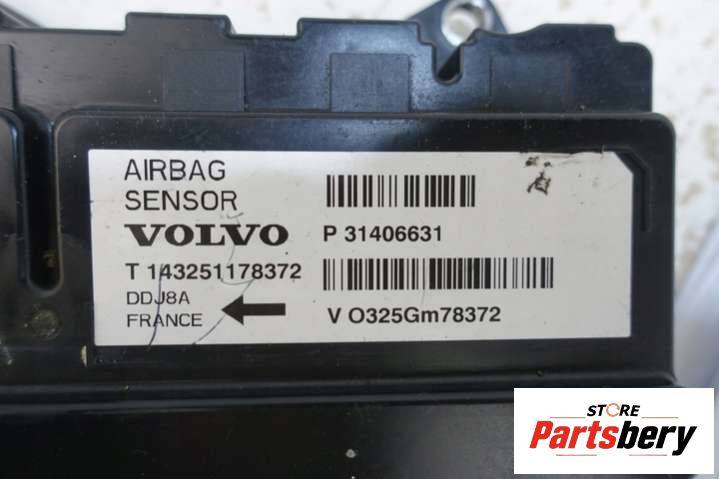 AIRBAG
SENSOR
VOLVO
P 31406631
T 143251178372
DDJ8A
FRANCE
V O325Gm78372
STORE
Partsbery